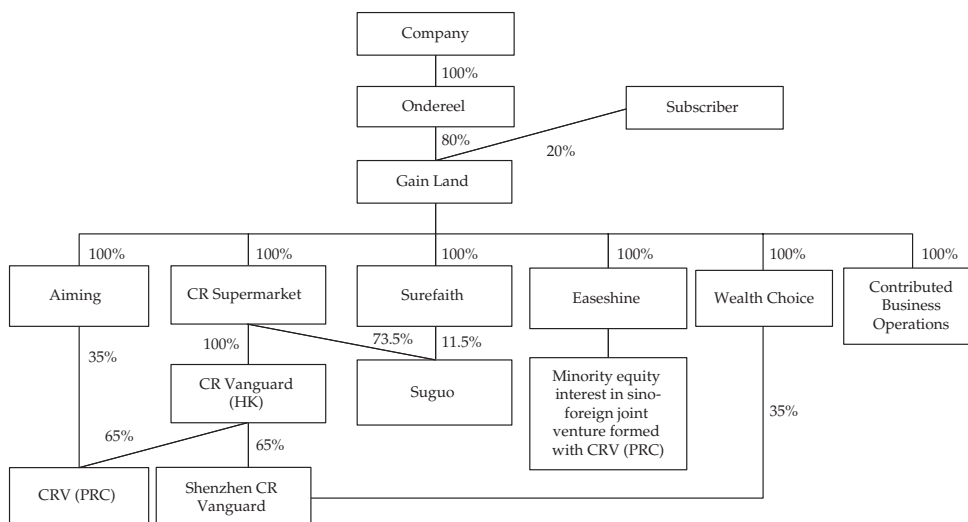 Company
100%
Ondereel
Subscriber
80%
20%
Gain Land
100%
100%
100%
100%
100%
100%
Aiming
CR Supermarket
Surefaith
Easeshine
Wealth Choice
Contributed
Business
Operations
35%
100%
73.5%
11.5%
CR Vanguard
(HK)
Suguo
Minority equity
interest in sino-
foreign joint
venture formed
with CRV (PRC)
35%
65%
65%
CRV (PRC)
Shenzhen CR
Vanguard